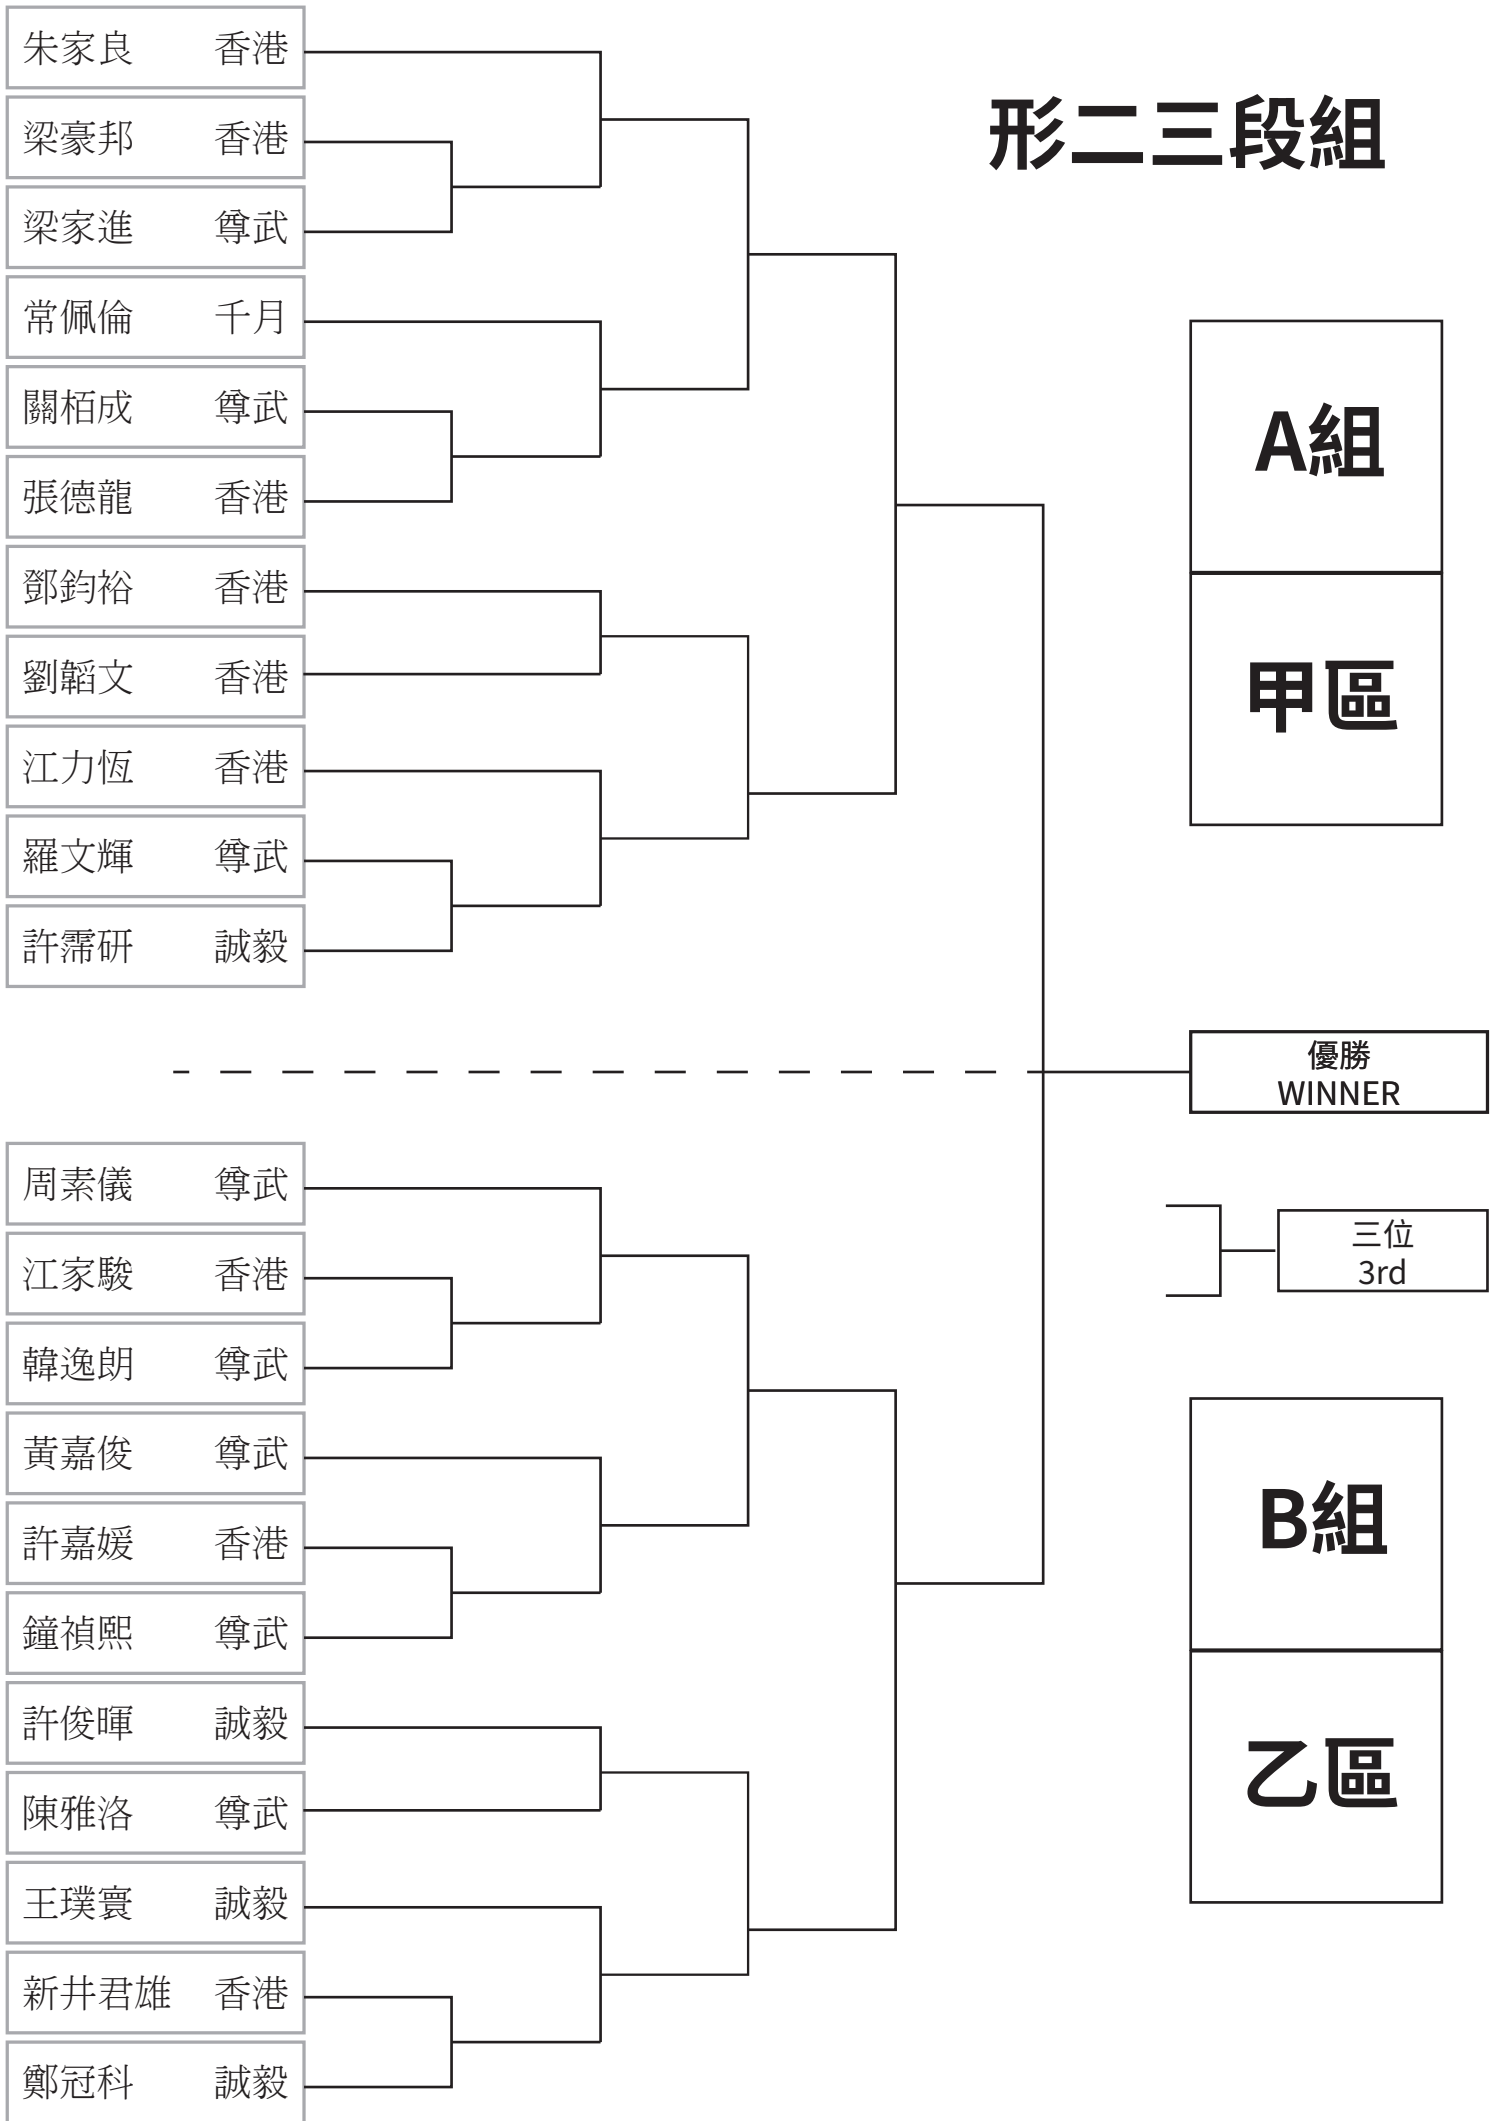 形二三段組
朱家良 香港
梁豪邦 香港
梁家進 尊武
常佩倫 千月
關栢成 尊武
張德龍 香港
鄧鈞裕 香港
劉韜文 香港
江力恆 香港
羅文輝 尊武
許霈研 誠毅
A組
甲區
優勝
WINNER
三位
3rd
周素儀 尊武
江家駿 香港
韓逸朗 尊武
黃嘉俊 尊武
許嘉媛 香港
鐘禎熙 尊武
許俊暉 誠毅
陳雅洛 尊武
王璞寰 誠毅
新井君雄 香港
鄭冠科 誠毅
B組
乙區